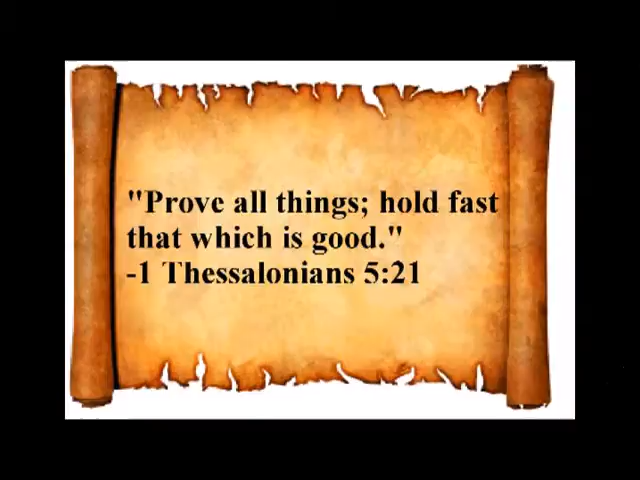 "Prove all things; hold fast
that which is good."
-1 Thessalonians 5:21